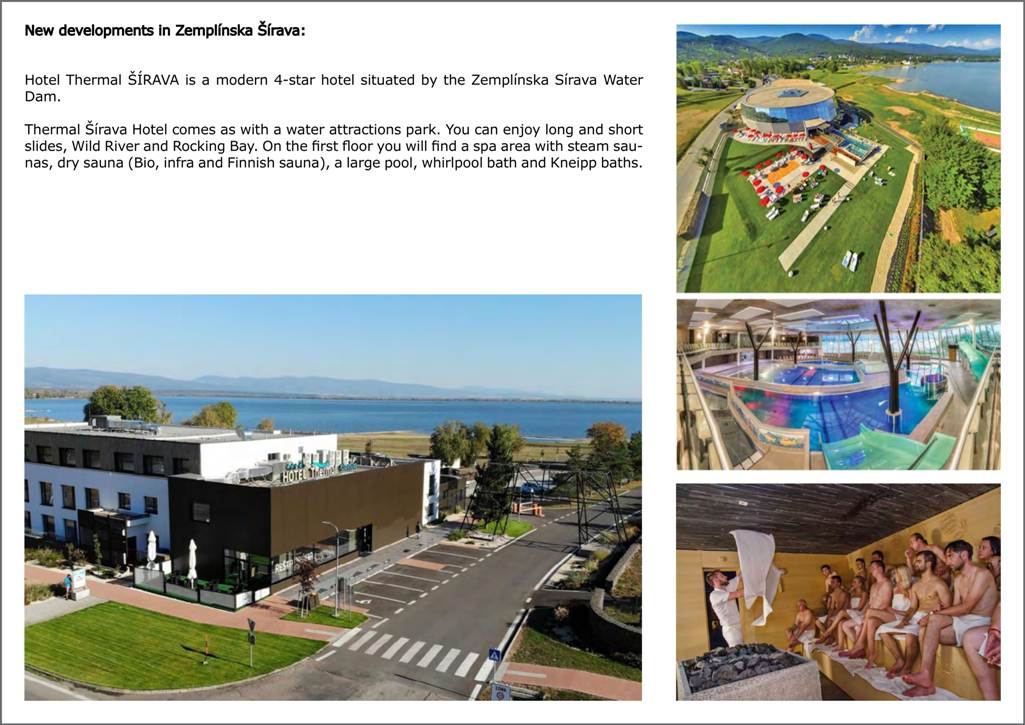 New developments in Zemplínska Šírava:
Hotel Thermal ŠÍRAVA is a modern 4-star hotel situated by the Zemplínska Sírava Water
Dam.
Thermal Šírava Hotel comes as with a water attractions park. You can enjoy long and short
slides, Wild River and Rocking Bay. On the first floor you will find a spa area with steam sau-
nas, dry sauna (Bio, infra and Finnish sauna), a large pool, whirlpool bath and Kneipp baths.
HOTEL Thermal